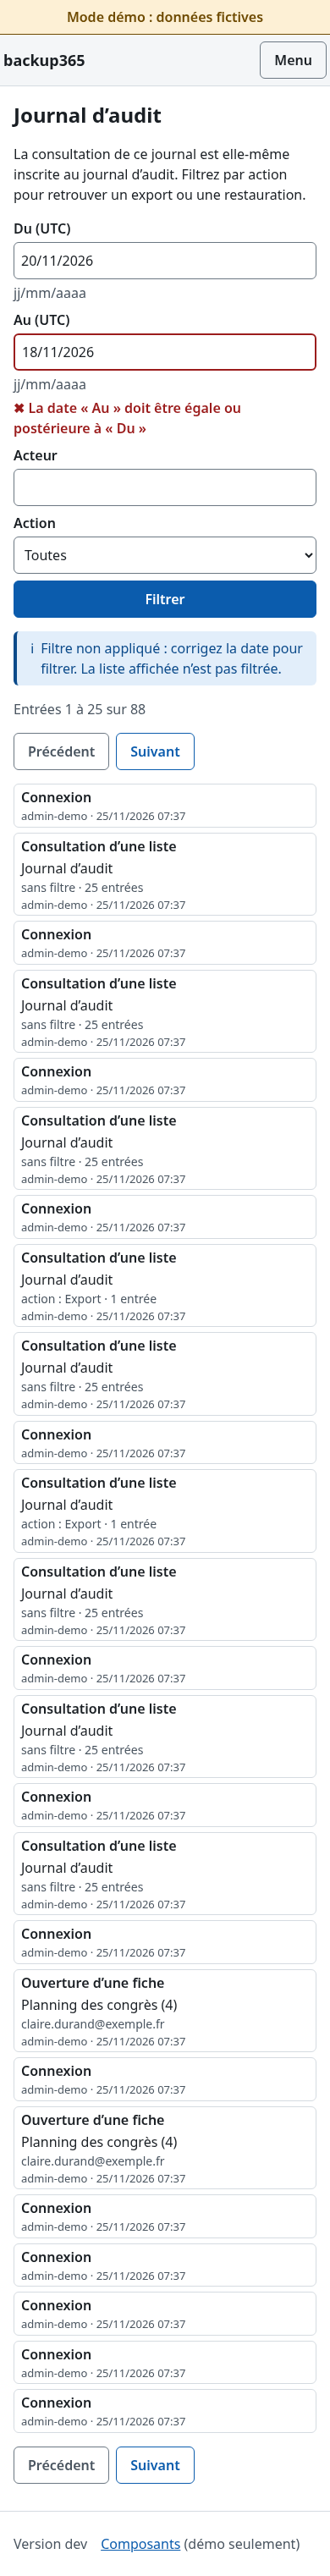 Mode démo : données fictives
backup365
Menu
Journal d’audit
La consultation de ce journal est elle-même
inscrite au journal d’audit. Filtrez par action
pour retrouver un export ou une restauration.
Du (UTC)
20/11/2026
jj/mm/aaaa
Au (UTC)
18/11/2026
jj/mm/aaaa
✖ La date « Au » doit être égale ou
postérieure à « Du »
Acteur
Action
Toutes
Filtrer
i Filtre non appliqué : corrigez la date pour
filtrer. La liste affichée n’est pas filtrée.
Entrées 1 à 25 sur 88
Précédent Suivant
Connexion
admin-demo · 25/11/2026 07:37
Consultation d’une liste
Journal d’audit
sans filtre · 25 entrées
admin-demo · 25/11/2026 07:37
Connexion
admin-demo · 25/11/2026 07:37
Consultation d’une liste
Journal d’audit
sans filtre · 25 entrées
admin-demo · 25/11/2026 07:37
Connexion
admin-demo · 25/11/2026 07:37
Consultation d’une liste
Journal d’audit
sans filtre · 25 entrées
admin-demo · 25/11/2026 07:37
Connexion
admin-demo · 25/11/2026 07:37
Consultation d’une liste
Journal d’audit
action : Export · 1 entrée
admin-demo · 25/11/2026 07:37
Consultation d’une liste
Journal d’audit
sans filtre · 25 entrées
admin-demo · 25/11/2026 07:37
Connexion
admin-demo · 25/11/2026 07:37
Consultation d’une liste
Journal d’audit
action : Export · 1 entrée
admin-demo · 25/11/2026 07:37
Consultation d’une liste
Journal d’audit
sans filtre · 25 entrées
admin-demo · 25/11/2026 07:37
Connexion
admin-demo · 25/11/2026 07:37
Consultation d’une liste
Journal d’audit
sans filtre · 25 entrées
admin-demo · 25/11/2026 07:37
Connexion
admin-demo · 25/11/2026 07:37
Consultation d’une liste
Journal d’audit
sans filtre · 25 entrées
admin-demo · 25/11/2026 07:37
Connexion
admin-demo · 25/11/2026 07:37
Ouverture d’une fiche
Planning des congrès (4)
claire.durand@exemple.fr
admin-demo · 25/11/2026 07:37
Connexion
admin-demo · 25/11/2026 07:37
Ouverture d’une fiche
Planning des congrès (4)
claire.durand@exemple.fr
admin-demo · 25/11/2026 07:37
Connexion
admin-demo · 25/11/2026 07:37
Connexion
admin-demo · 25/11/2026 07:37
Connexion
admin-demo · 25/11/2026 07:37
Connexion
admin-demo · 25/11/2026 07:37
Connexion
admin-demo · 25/11/2026 07:37
Précédent Suivant
Version dev Composants (démo seulement)